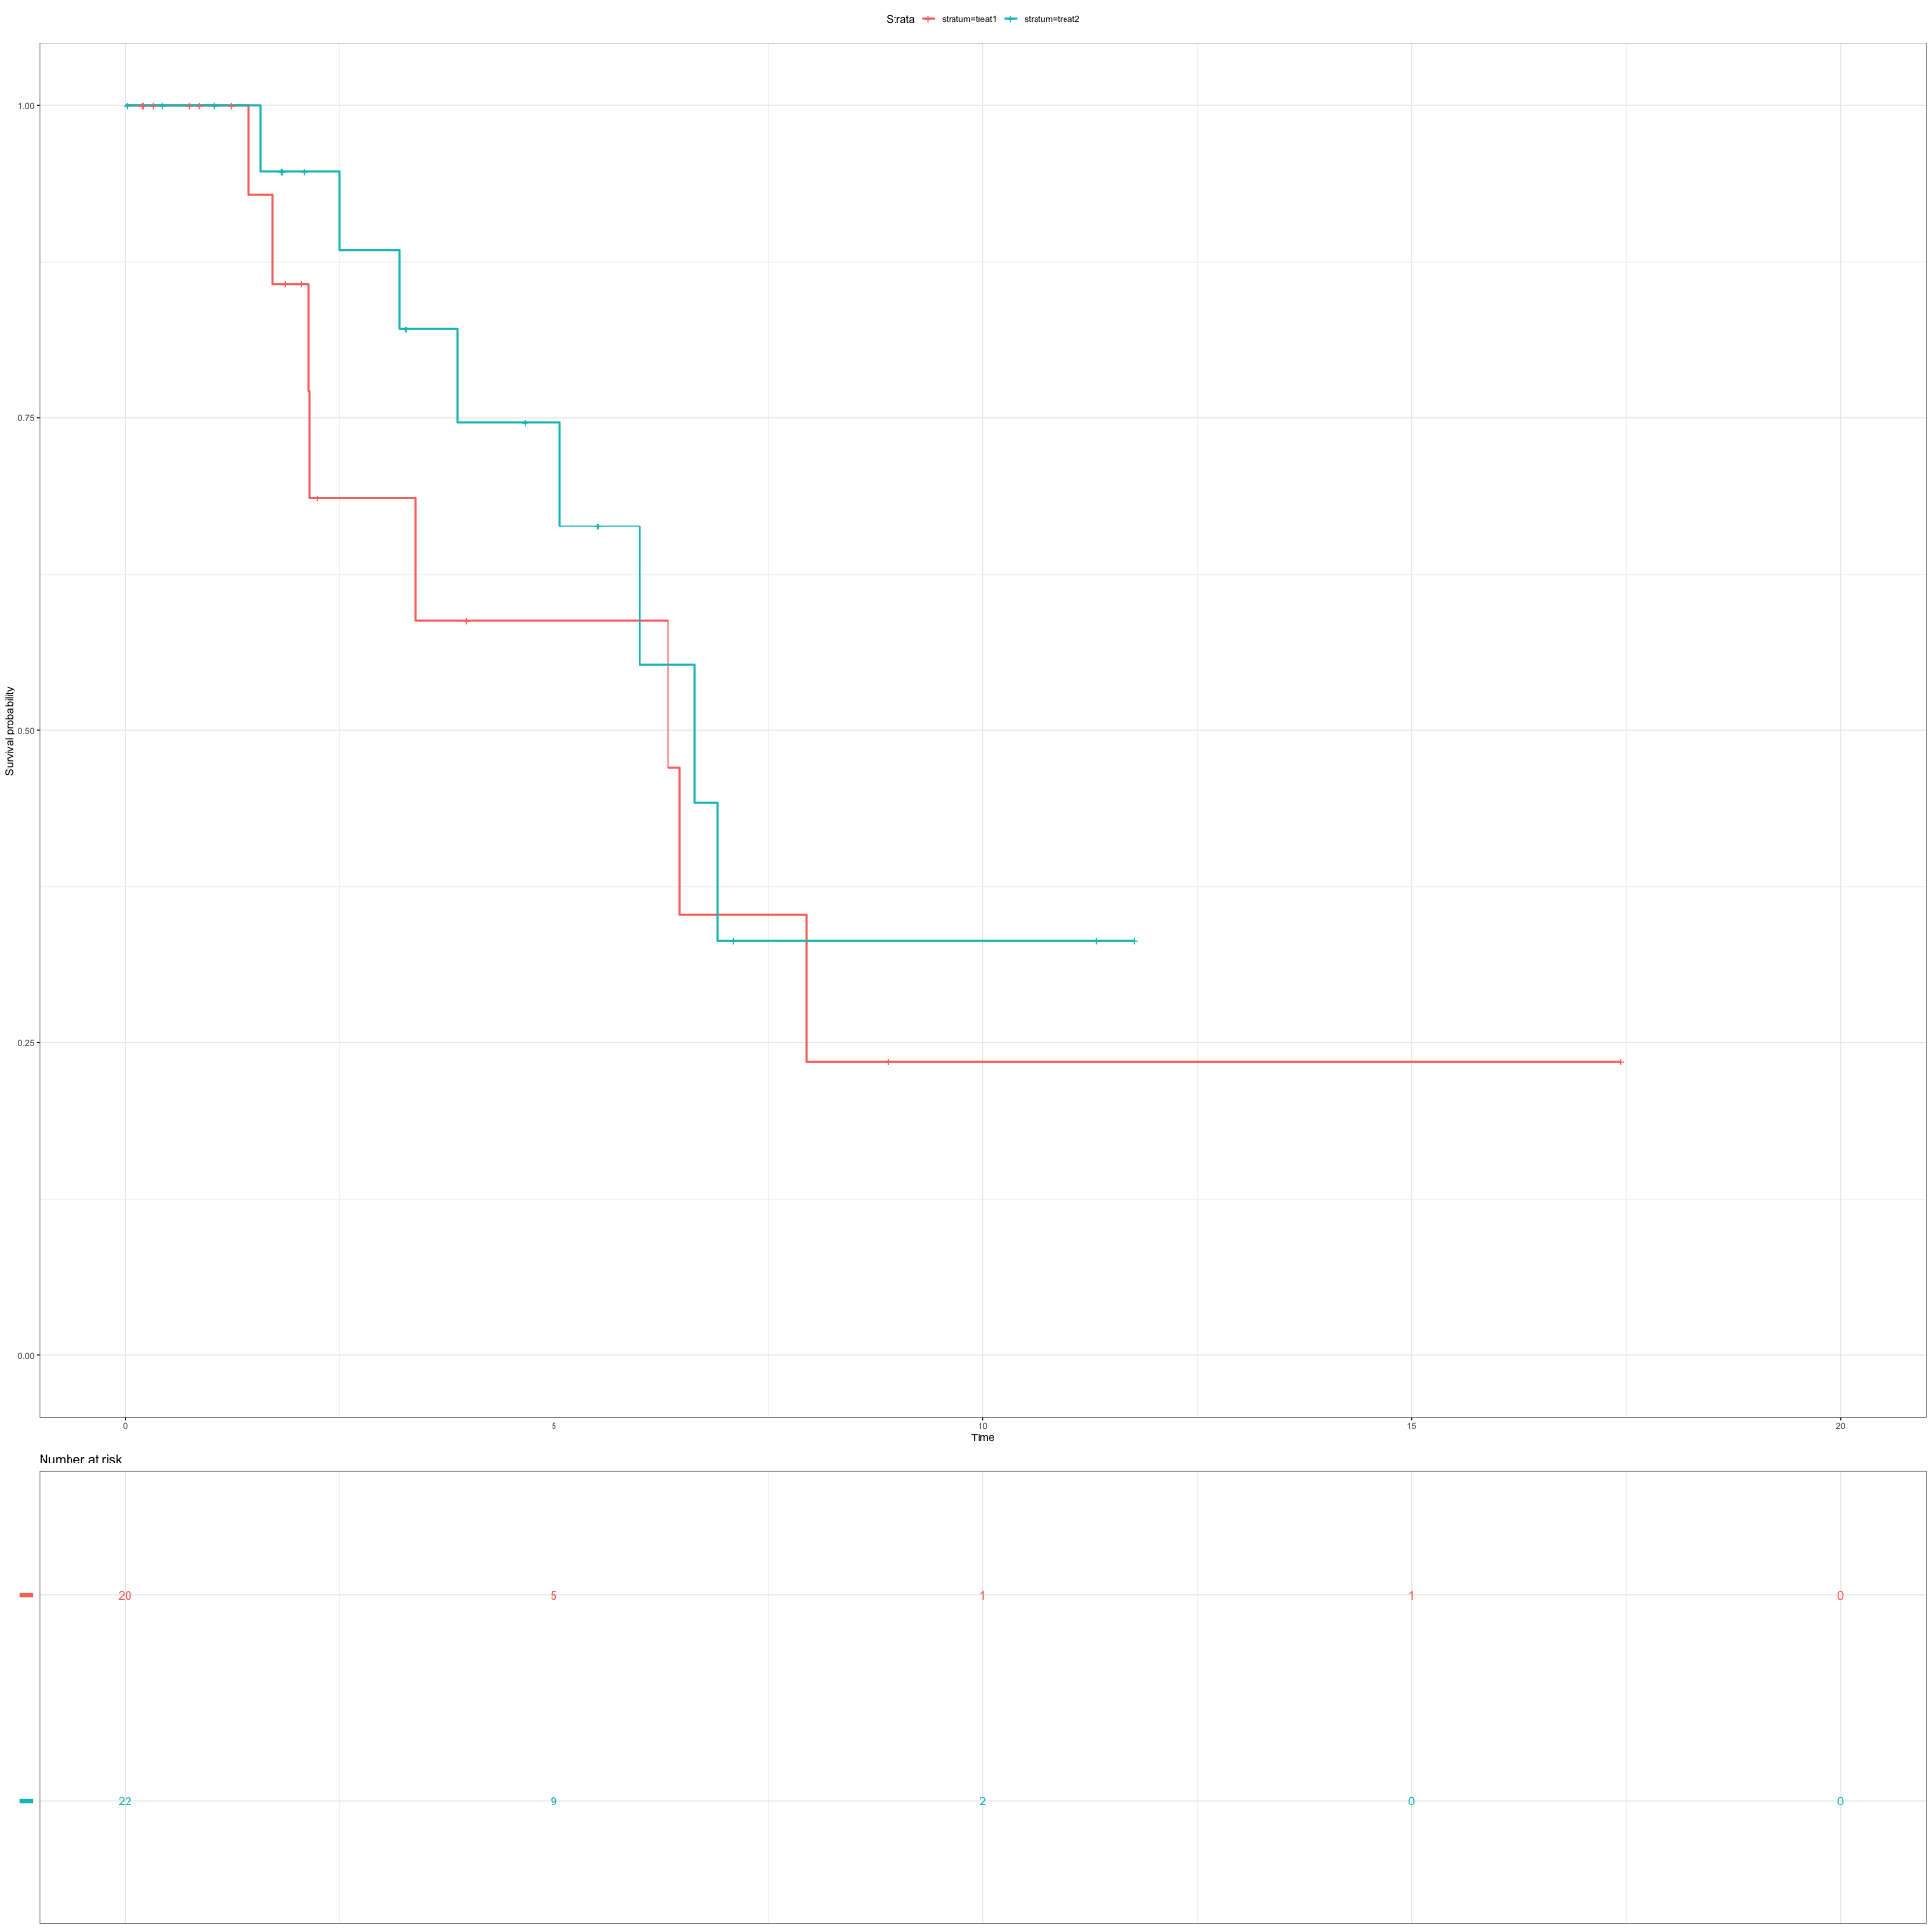 Strata stratum=treat1 stratum=treat2
1.00
0.75
0.50
0.25
0.00
Survival probability
0 5 10 15 20
Time
Number at risk
20 5 1 1 0
22 9 2 0 0